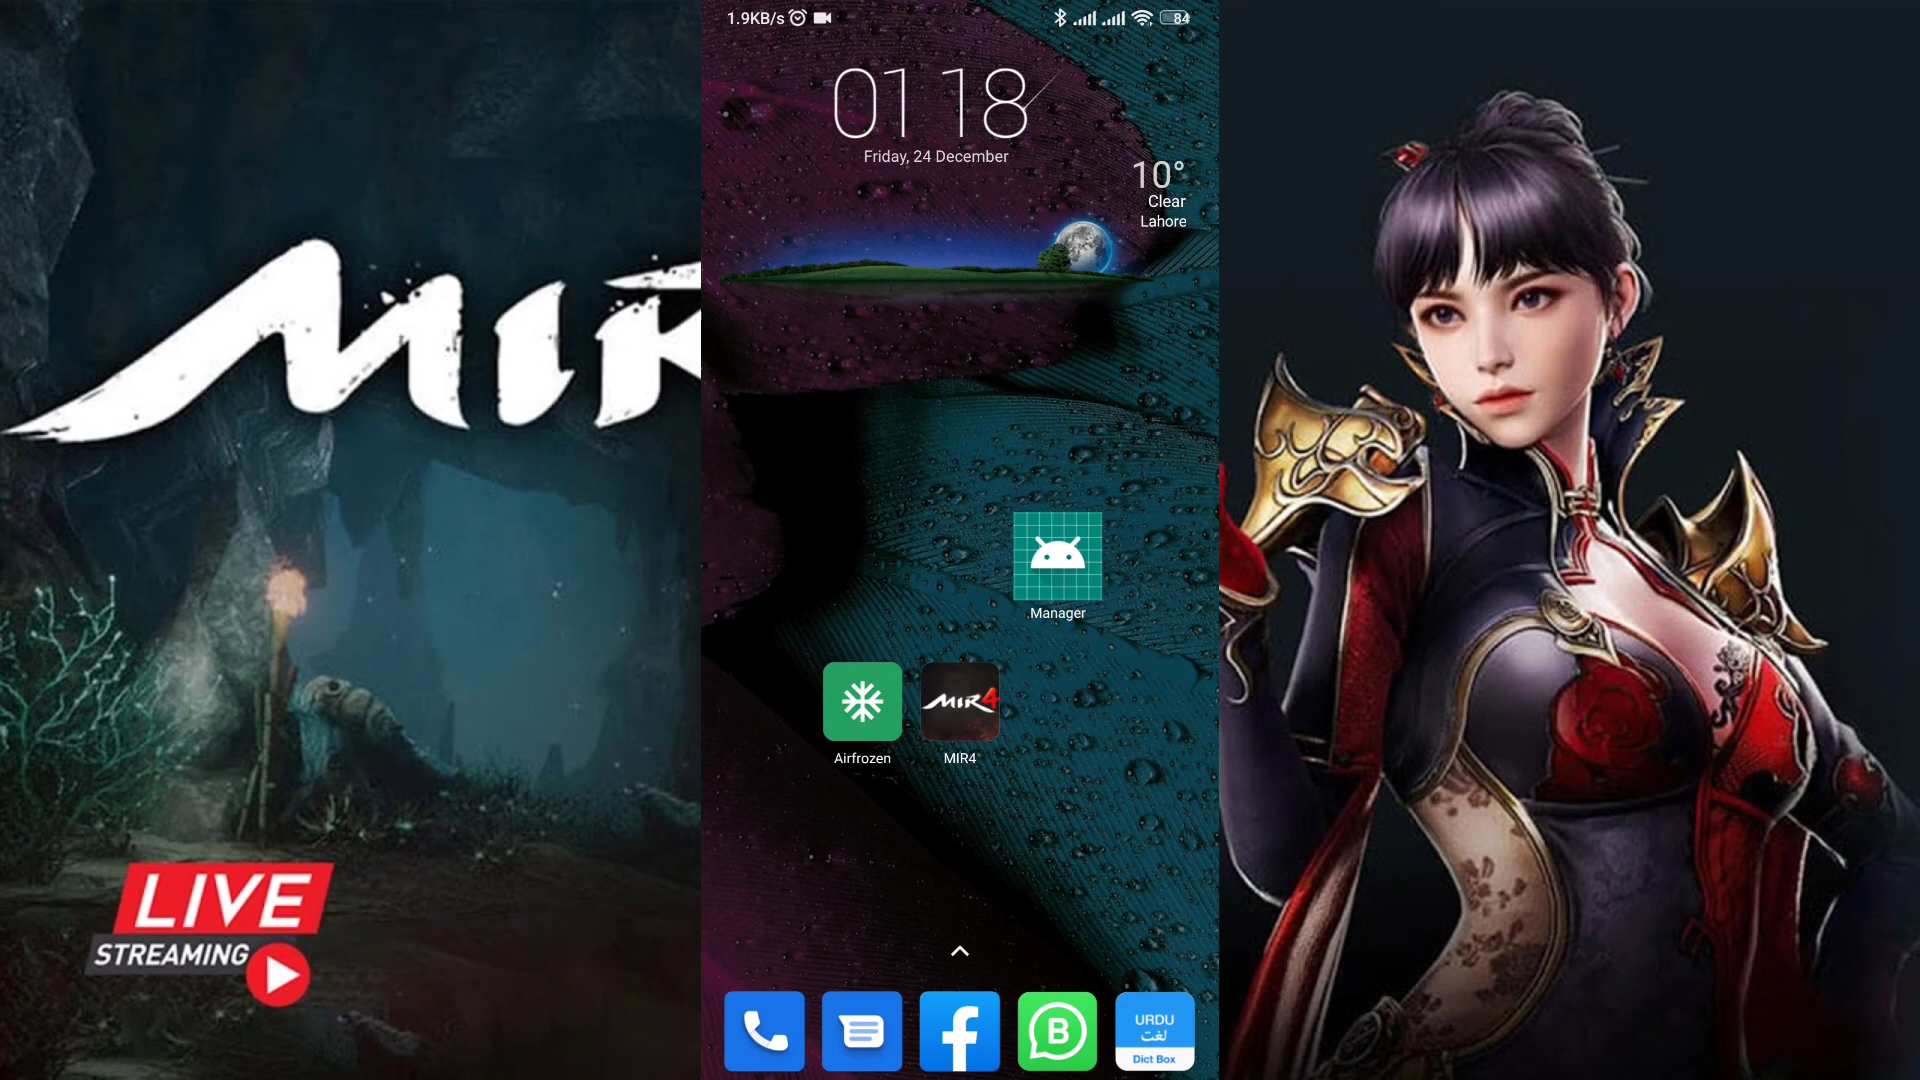 1.9KB/s
84
01 18
Friday, 24 December
10°
Clear
Lahore
MIR
Manager
MIR4
Airfrozen
MIR4
LIVE
STREAMING
B
URDU
لغت
Dict Box